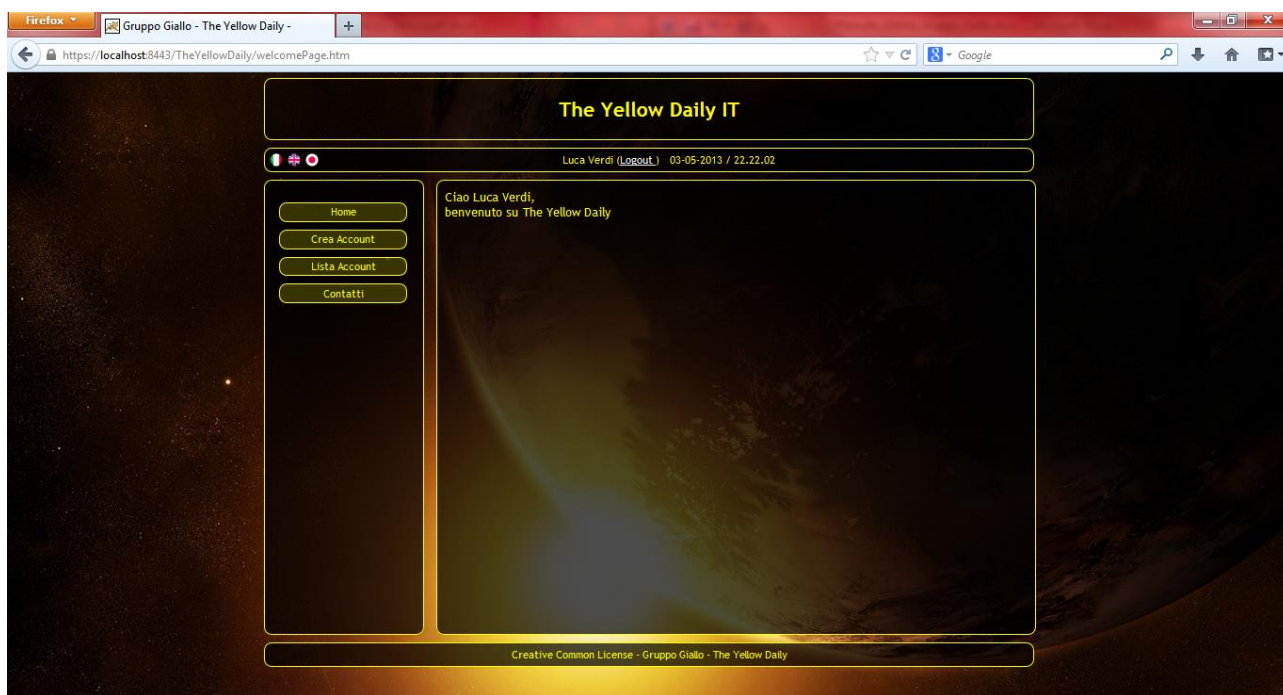 Firefox
Gruppo Giallo - The Yellow Daily -
https://localhost:8443/TheYellowDaily/welcomePage.htm
Google
The Yellow Daily IT
Luca Verdi (Logout ) 03-05-2013 / 22.22.02
Home
Crea Account
Lista Account
Contatti
Ciao Luca Verdi,
benvenuto su The Yellow Daily
Creative Common License - Gruppo Giallo - The Yellow Daily